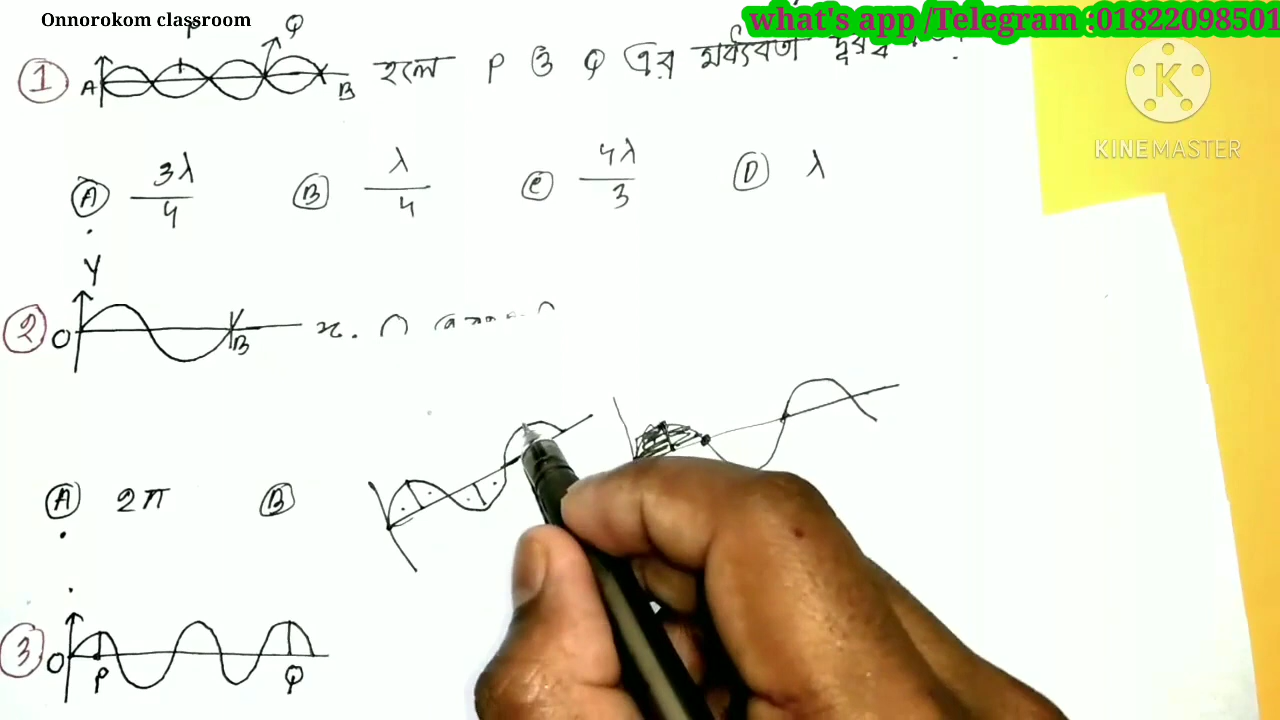 Onnorokom classroom
what's app /Telegram :01822098501
K
KINEMASTER
P Q
1 A B হলে P ও Q এর মধ্যবর্তী দূরত্ব
A 3λ/4 B λ/4 C 4λ/3 D λ
Y
2 O B
A 2π B
3 O P Q